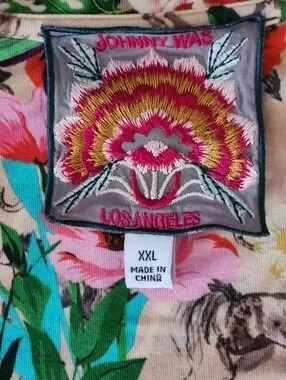 JOHNNY WAS
LOS ANGELES
XXL
MADE IN
CHINA